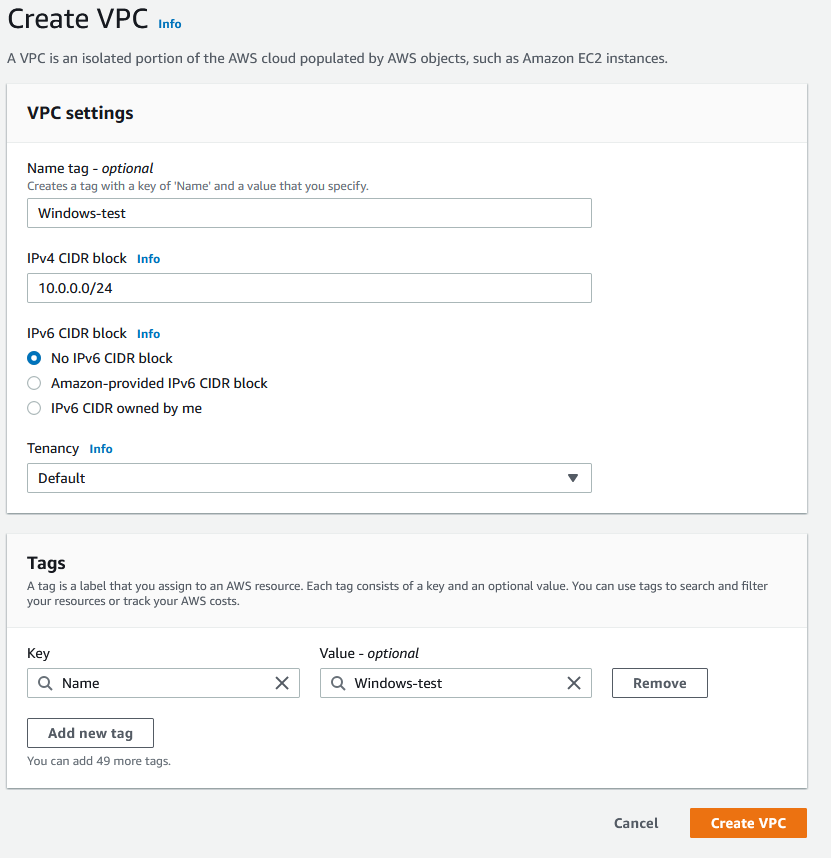 Create VPC Info
A VPC is an isolated portion of the AWS cloud populated by AWS objects, such as Amazon EC2 instances.
VPC settings
Name tag - optional
Creates a tag with a key of 'Name' and a value that you specify.
Windows-test
IPv4 CIDR block Info
10.0.0.0/24
IPv6 CIDR block Info
No IPv6 CIDR block
Amazon-provided IPv6 CIDR block
IPv6 CIDR owned by me
Tenancy Info
Default
Tags
A tag is a label that you assign to an AWS resource. Each tag consists of a key and an optional value. You can use tags to search and filter
your resources or track your AWS costs.
Key Value - optional
Name Windows-test Remove
Add new tag
You can add 49 more tags.
Cancel Create VPC